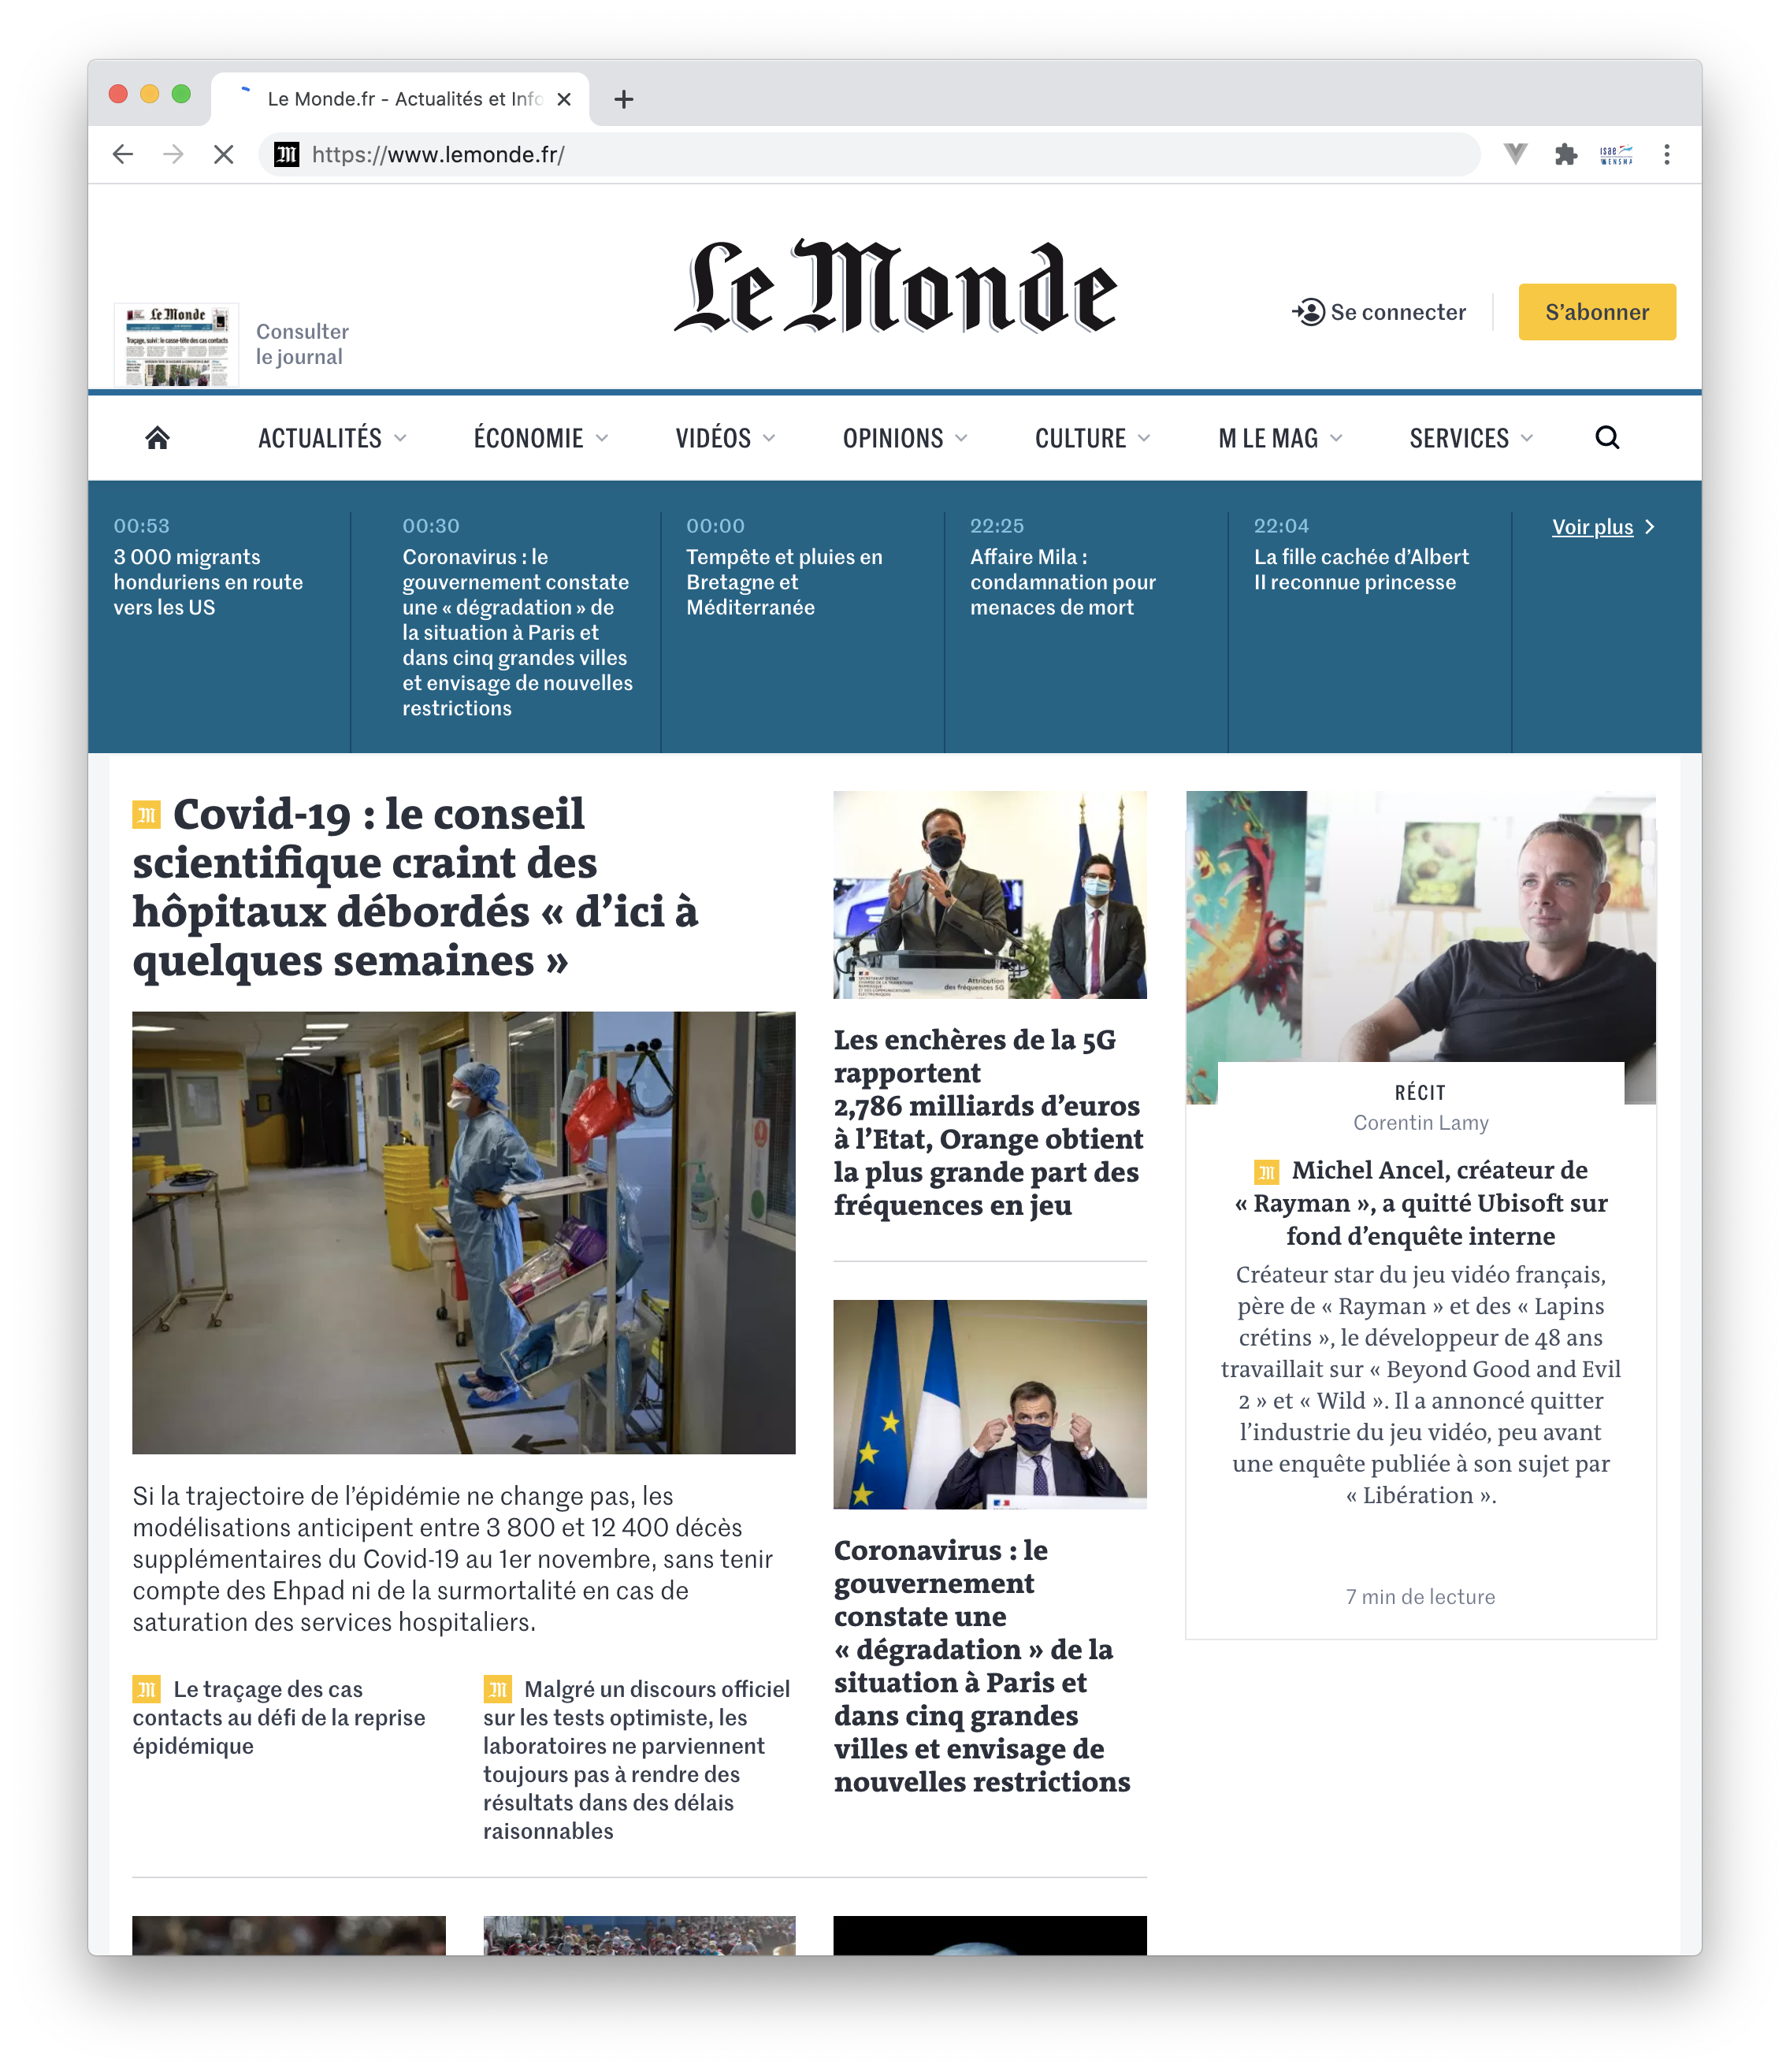 Le Monde.fr - Actualités et Info
https://www.lemonde.fr/
Le Monde
Le Monde
Traçage, suivi : le casse-tête des cas contacts
Consulter
le journal
Se connecter
S'abonner
ACTUALITÉS
ÉCONOMIE
VIDÉOS
OPINIONS
CULTURE
M LE MAG
SERVICES
00:53
3 000 migrants
honduriens en route
vers les US
00:30
Coronavirus : le
gouvernement constate
une « dégradation » de
la situation à Paris et
dans cinq grandes villes
et envisage de nouvelles
restrictions
00:00
Tempête et pluies en
Bretagne et
Méditerranée
22:25
Affaire Mila :
condamnation pour
menaces de mort
22:04
La fille cachée d'Albert
II reconnue princesse
Voir plus
Covid-19 : le conseil
scientifique craint des
hôpitaux débordés « d'ici à
quelques semaines »
Si la trajectoire de l'épidémie ne change pas, les
modélisations anticipent entre 3 800 et 12 400 décès
supplémentaires du Covid-19 au 1er novembre, sans tenir
compte des Ehpad ni de la surmortalité en cas de
saturation des services hospitaliers.
Le traçage des cas
contacts au défi de la reprise
épidémique
Malgré un discours officiel
sur les tests optimiste, les
laboratoires ne parviennent
toujours pas à rendre des
résultats dans des délais
raisonnables
Attribution
des fréquences 5G
Les enchères de la 5G
rapportent
2,786 milliards d'euros
à l'Etat, Orange obtient
la plus grande part des
fréquences en jeu
Coronavirus : le
gouvernement
constate une
« dégradation » de la
situation à Paris et
dans cinq grandes
villes et envisage de
nouvelles restrictions
RÉCIT
Corentin Lamy
Michel Ancel, créateur de
« Rayman », a quitté Ubisoft sur
fond d'enquête interne
Créateur star du jeu vidéo français,
père de « Rayman » et des « Lapins
crétins », le développeur de 48 ans
travaillait sur « Beyond Good and Evil
2 » et « Wild ». Il a annoncé quitter
l'industrie du jeu vidéo, peu avant
une enquête publiée à son sujet par
« Libération ».
7 min de lecture